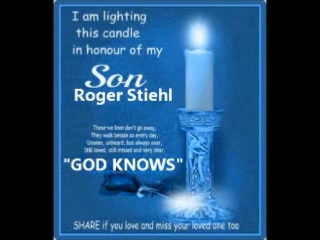 I am lighting
this candle
in honour of my
Son
Roger Stiehl
Those we love don't go away,
They walk beside us every day,
Unseen, unheard, but always near,
Still loved, still missed and very dear.
"GOD KNOWS"
SHARE if you love and miss your loved one too